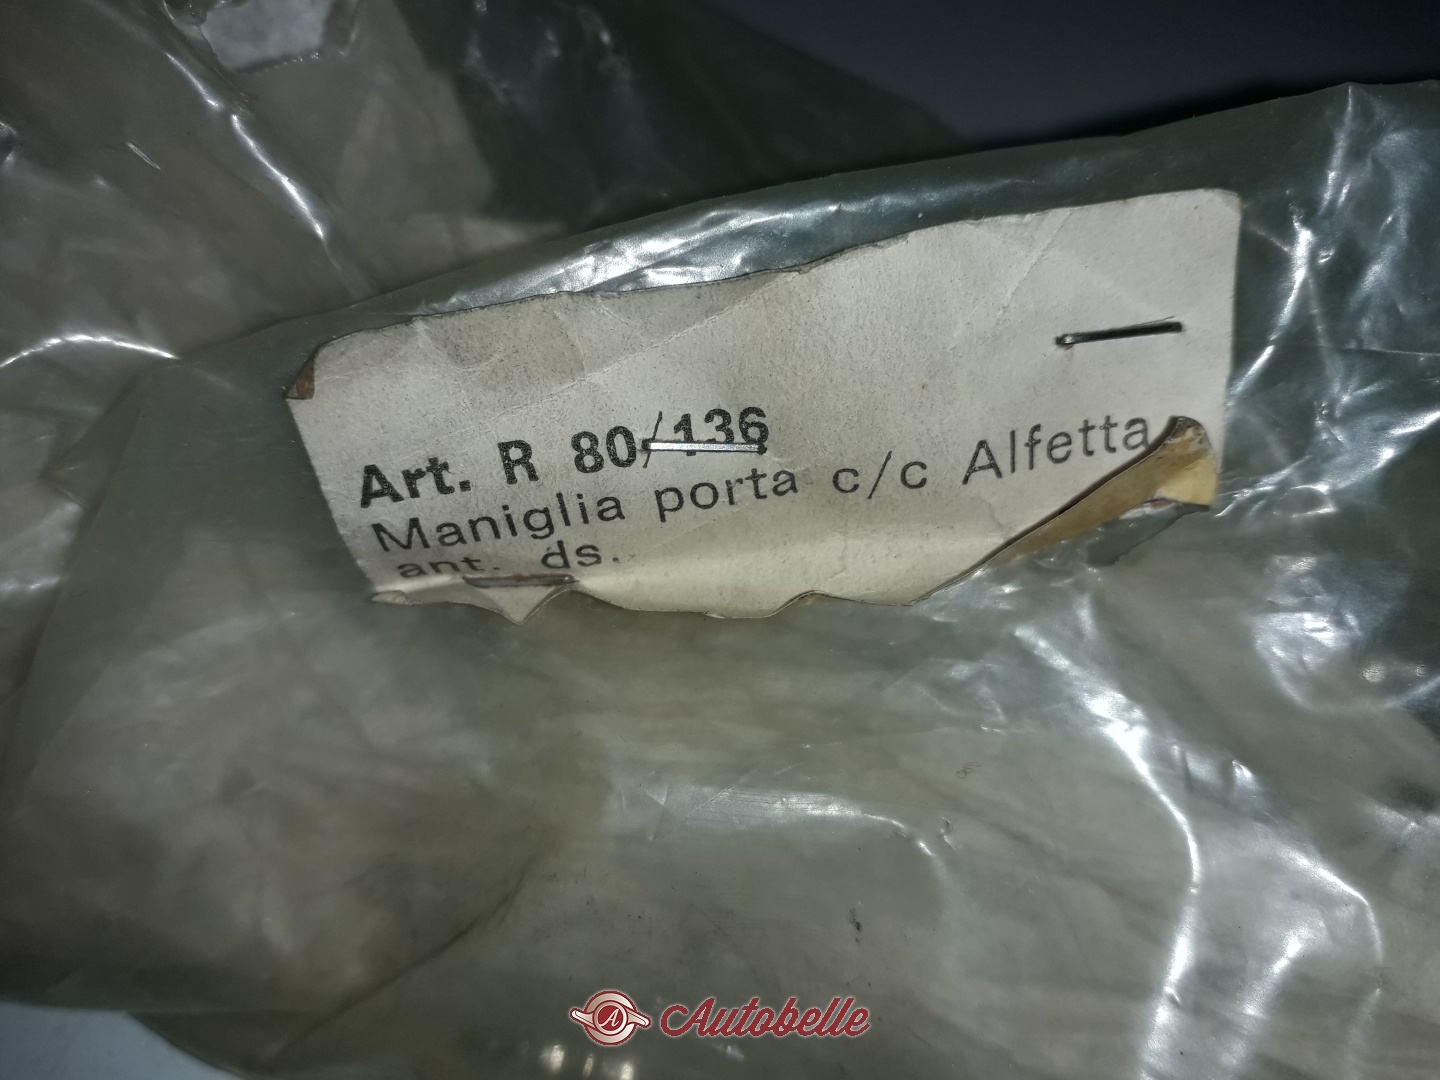 Art. R 80/136
Maniglia porta c/c Alfetta
ant. ds.
Autobelle